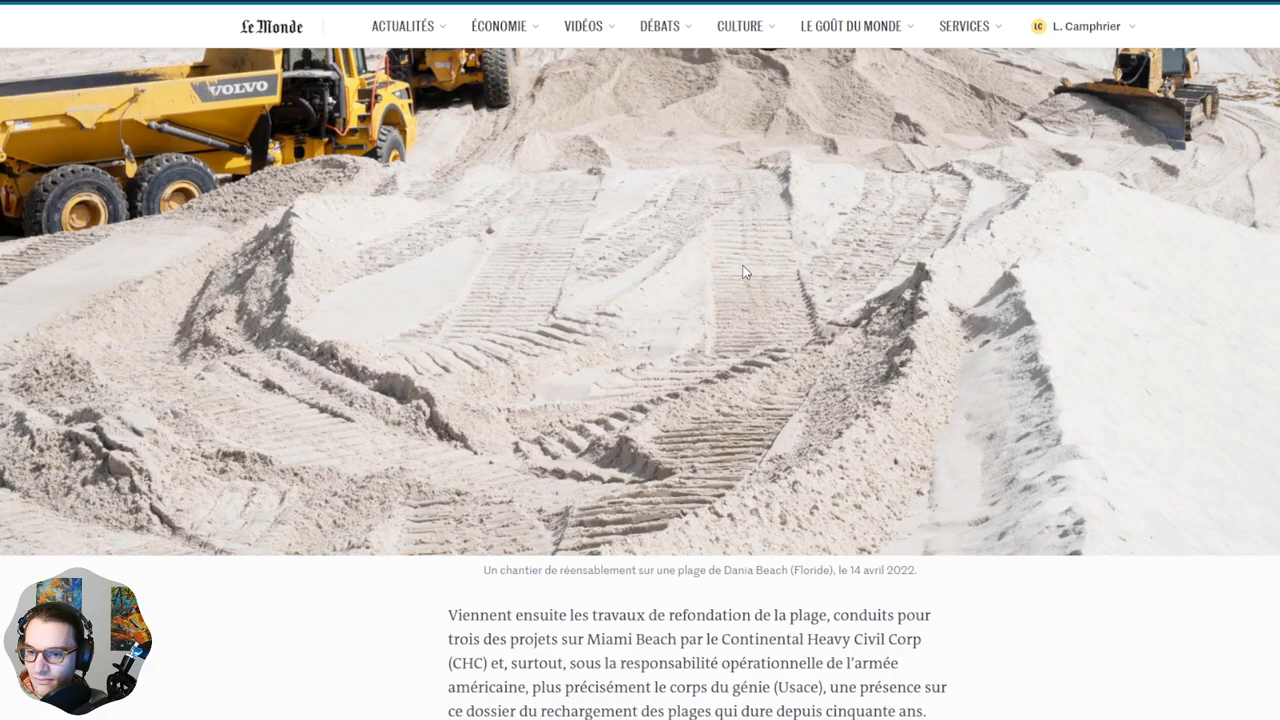 Le Monde
ACTUALITÉS
ÉCONOMIE
VIDÉOS
DÉBATS
CULTURE
LE GOÛT DU MONDE
SERVICES
LC
L. Camphrier
VOLVO
Un chantier de réensablement sur une plage de Dania Beach (Floride), le 14 avril 2022.
Viennent ensuite les travaux de refondation de la plage, conduits pour
trois des projets sur Miami Beach par le Continental Heavy Civil Corp
(CHC) et, surtout, sous la responsabilité opérationnelle de l’armée
américaine, plus précisément le corps du génie (Usace), une présence sur
ce dossier du rechargement des plages qui dure depuis cinquante ans.